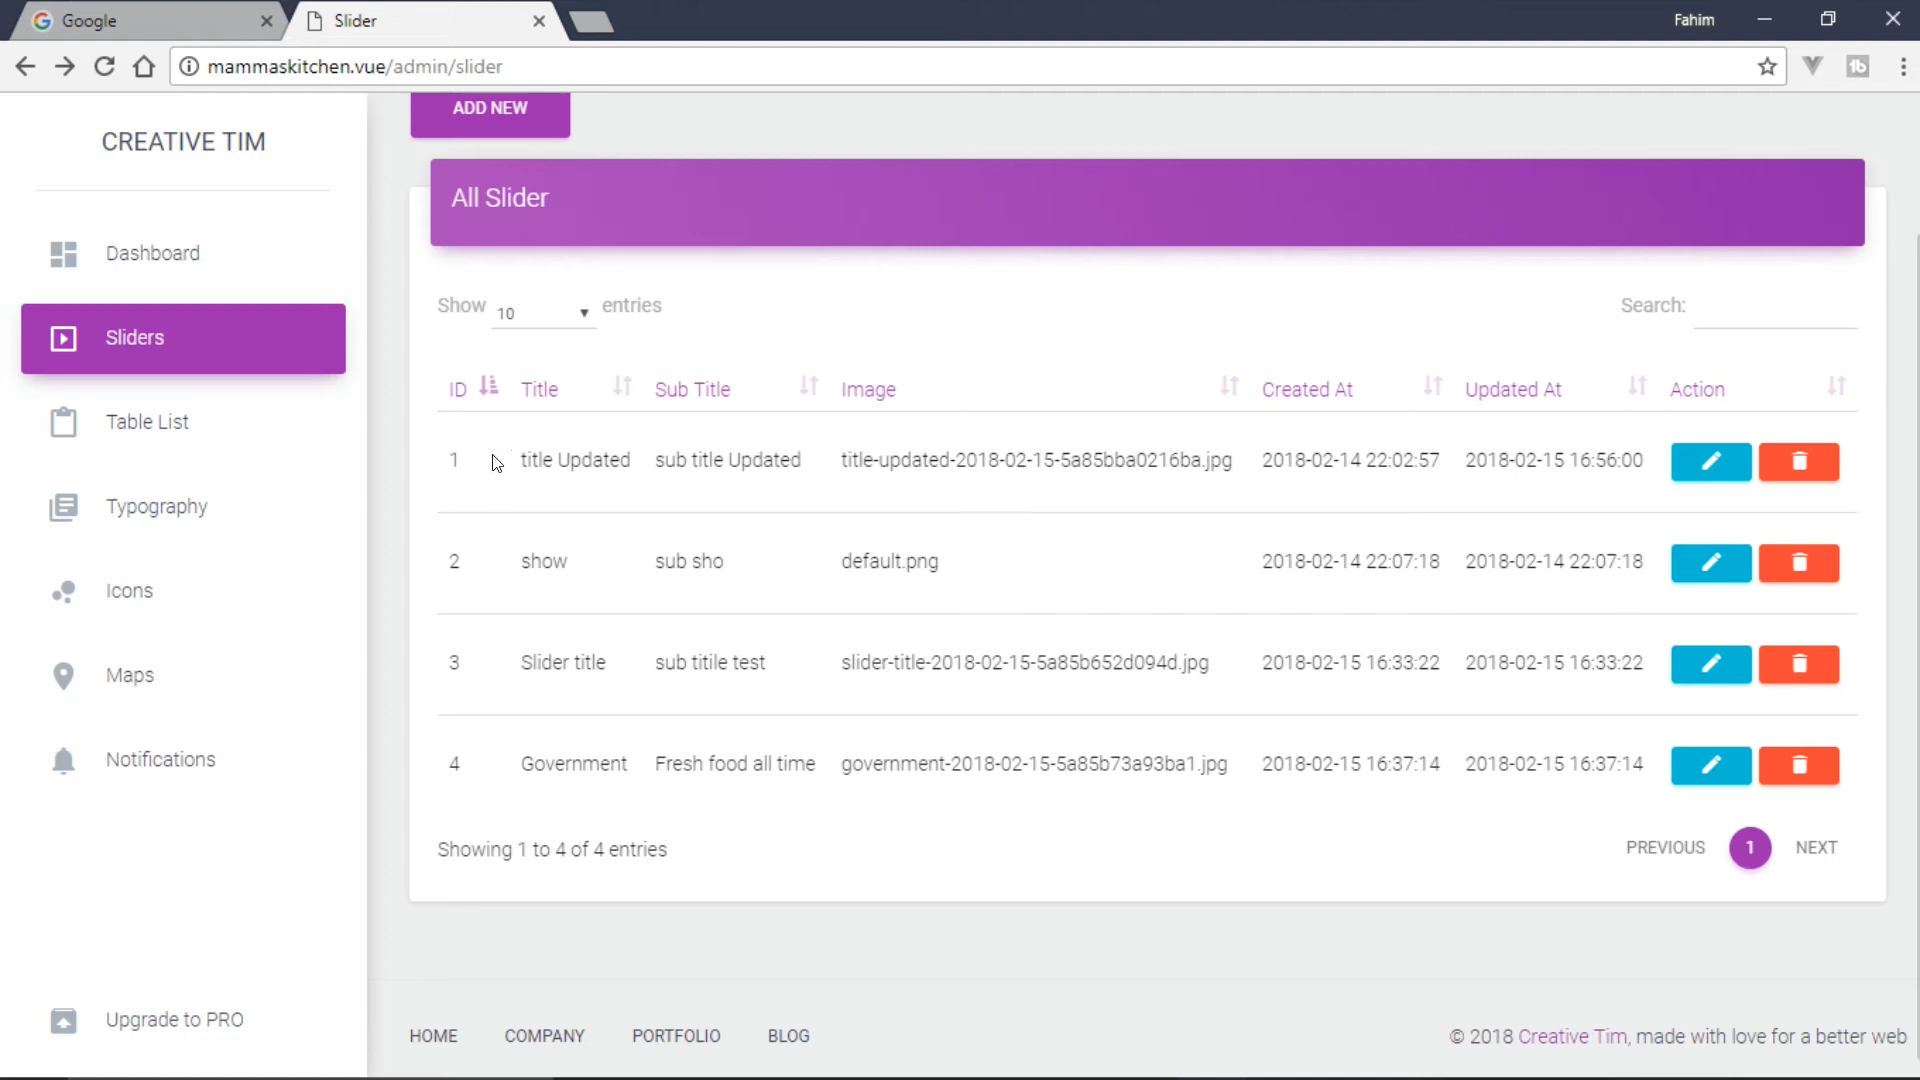 Google
Slider
Fahim
mammaskitchen.vue/admin/slider
CREATIVE TIM
Dashboard
Sliders
Table List
Typography
Icons
Maps
Notifications
Upgrade to PRO
ADD NEW
All Slider
Show 10 entries
Search:
ID Title Sub Title Image Created At Updated At Action
1 title Updated sub title Updated title-updated-2018-02-15-5a85bba0216ba.jpg 2018-02-14 22:02:57 2018-02-15 16:56:00
2 show sub sho default.png 2018-02-14 22:07:18 2018-02-14 22:07:18
3 Slider title sub titile test slider-title-2018-02-15-5a85b652d094d.jpg 2018-02-15 16:33:22 2018-02-15 16:33:22
4 Government Fresh food all time government-2018-02-15-5a85b73a93ba1.jpg 2018-02-15 16:37:14 2018-02-15 16:37:14
Showing 1 to 4 of 4 entries
PREVIOUS 1 NEXT
HOME COMPANY PORTFOLIO BLOG
© 2018 Creative Tim, made with love for a better web